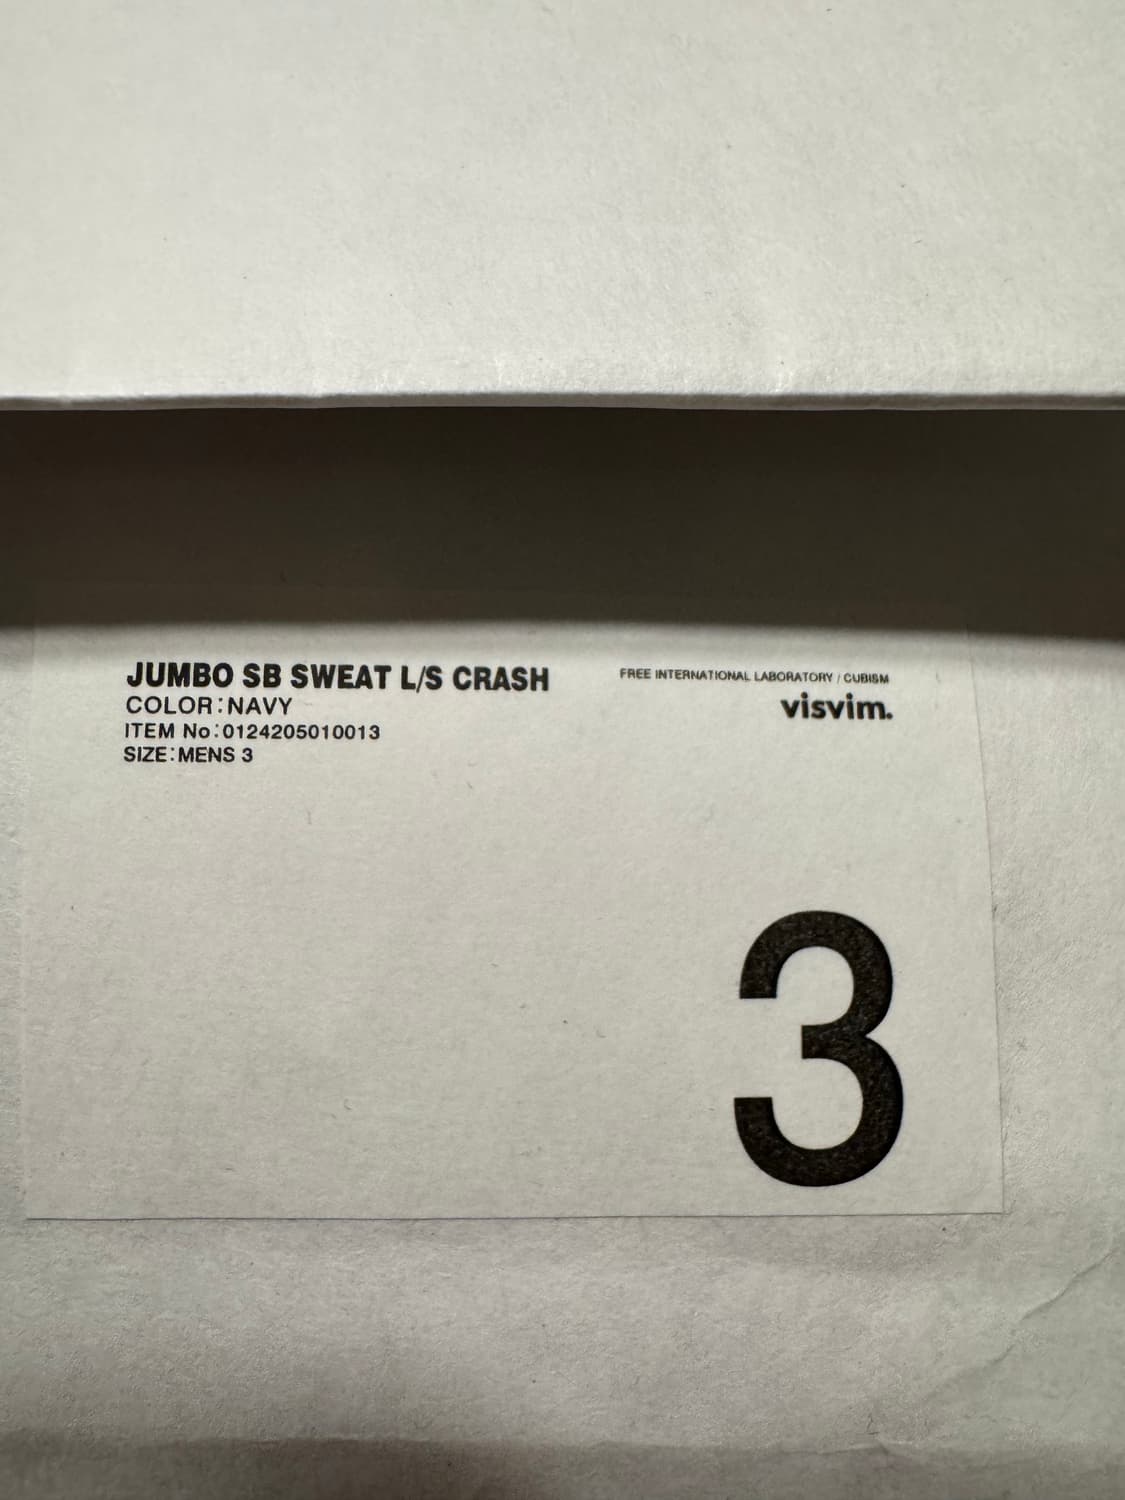 JUMBO SB SWEAT L/S CRASH
COLOR:NAVY
ITEM No:0124205010013
SIZE:MENS 3
FREE INTERNATIONAL LABORATORY / CUBISM
visvim.
3